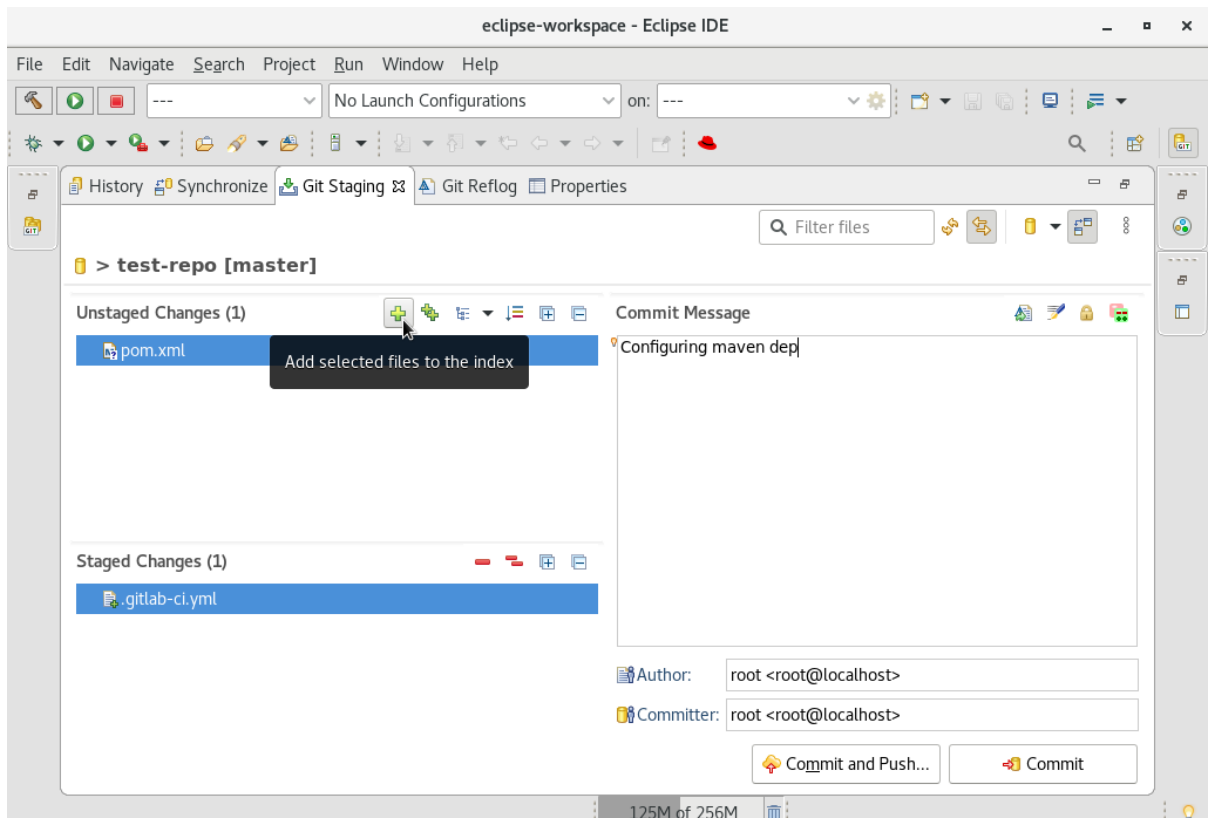 eclipse-workspace - Eclipse IDE
File Edit Navigate Search Project Run Window Help
--- No Launch Configurations on: ---
GIT
History Synchronize Git Staging Git Reflog Properties
GIT
Filter files
> test-repo [master]
Unstaged Changes (1)
Commit Message
pom.xml
Configuring maven dep
Add selected files to the index
Staged Changes (1)
.gitlab-ci.yml
Author: root <root@localhost>
Committer: root <root@localhost>
Commit and Push... Commit
125M of 256M